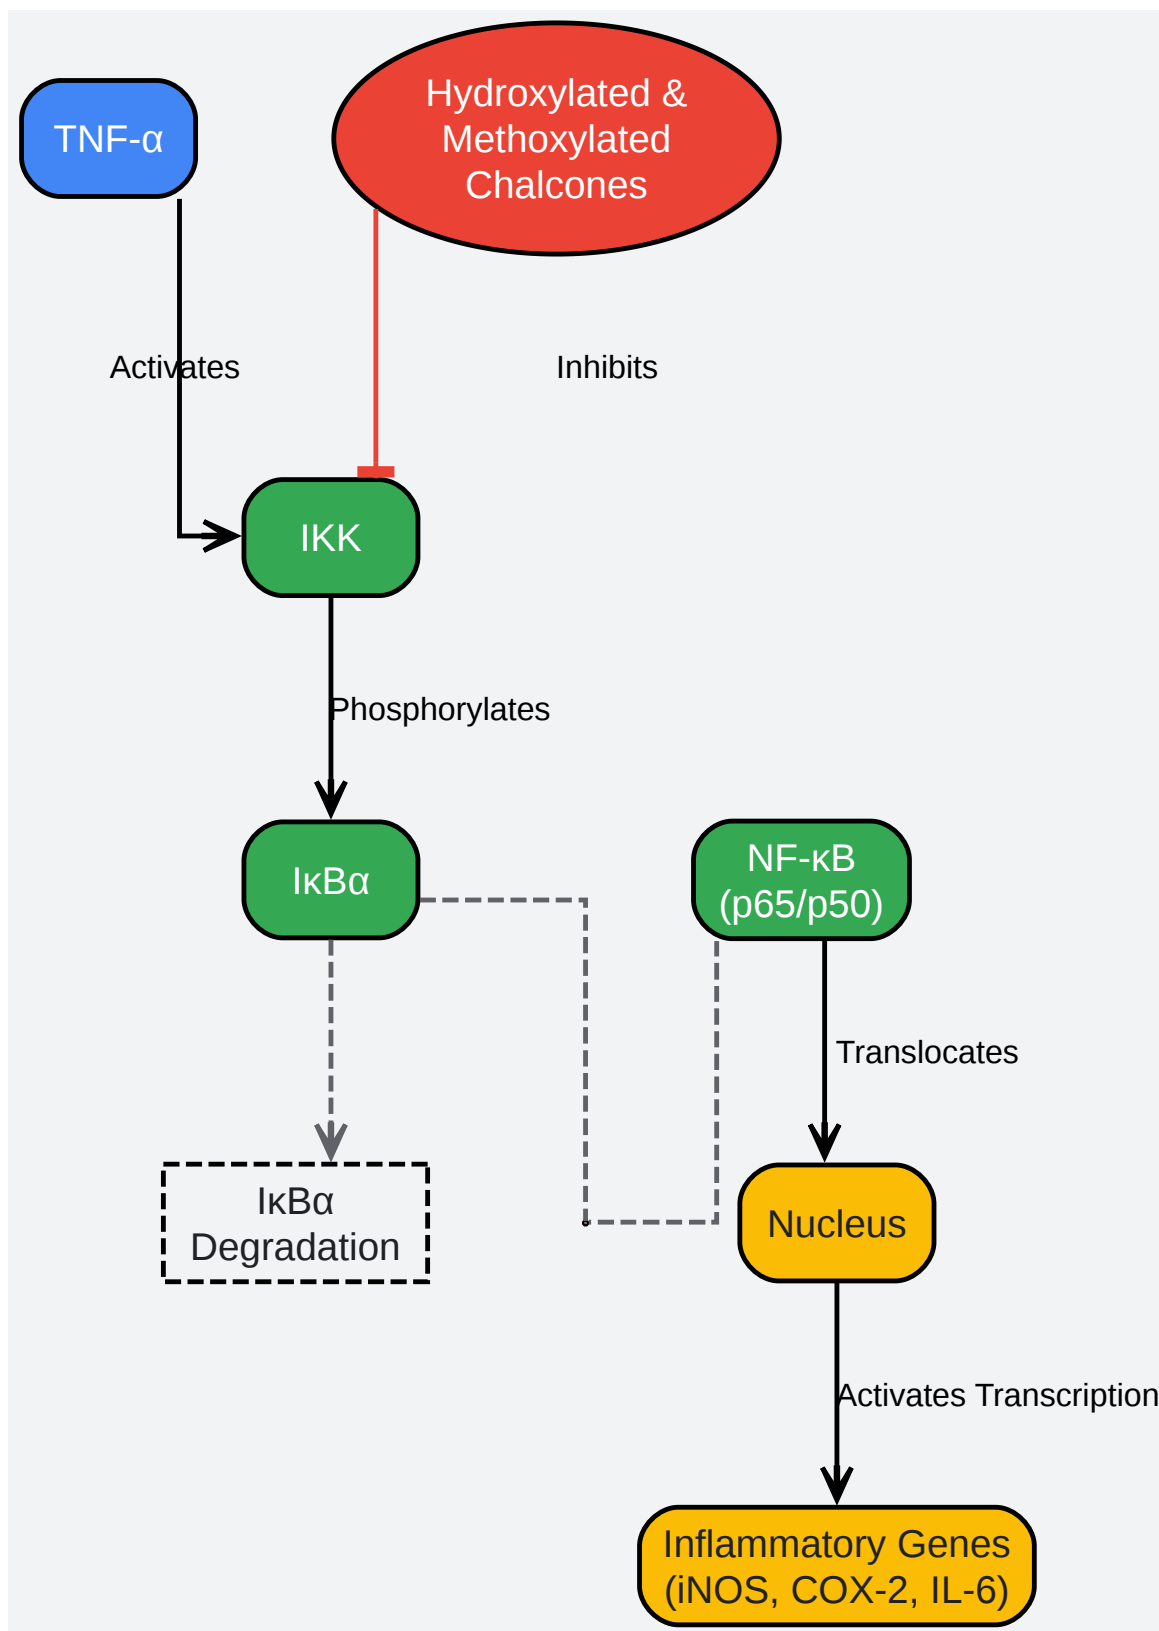 TNF-α
Hydroxylated &
Methoxylated
Chalcones
Activates
Inhibits
IKK
Phosphorylates
IκBα
NF-κB
(p65/p50)
Translocates
IκBα
Degradation
Nucleus
Activates Transcription
Inflammatory Genes
(iNOS, COX-2, IL-6)